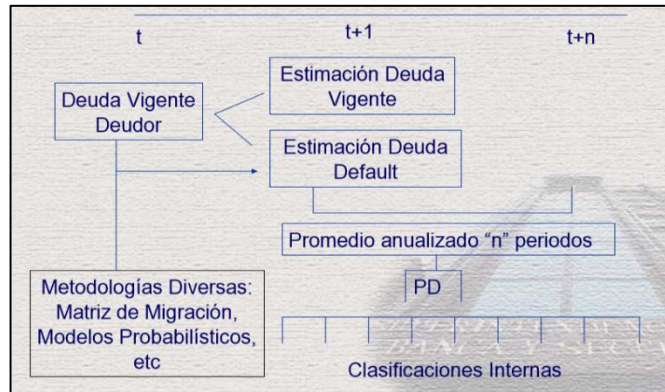 t
t+1
t+n
Deuda Vigente
Deudor
Estimación Deuda
Vigente
Estimación Deuda
Default
Promedio anualizado “n” periodos
PD
Metodologías Diversas:
Matriz de Migración,
Modelos Probabilísticos,
etc
Clasificaciones Internas